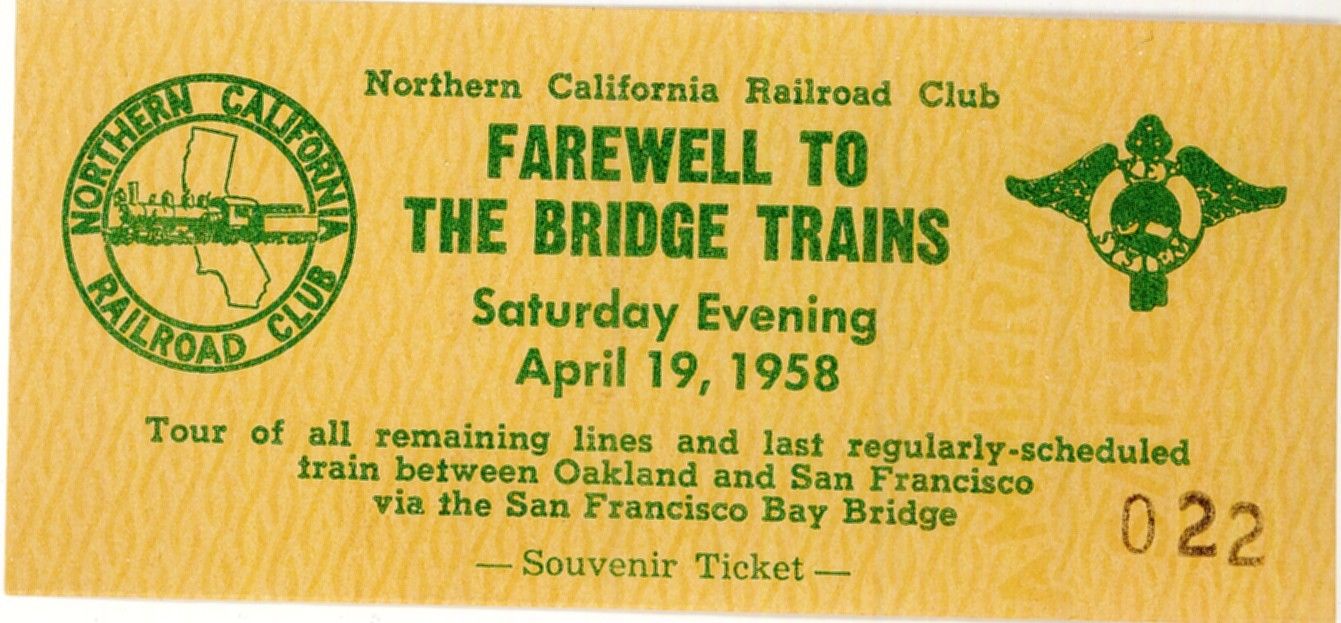 NORTHERN CALIFORNIA
RAILROAD CLUB
Northern California Railroad Club
FAREWELL TO
THE BRIDGE TRAINS
Saturday Evening
April 19, 1958
Tour of all remaining lines and last regularly-scheduled
train between Oakland and San Francisco
via the San Francisco Bay Bridge
— Souvenir Ticket —
022